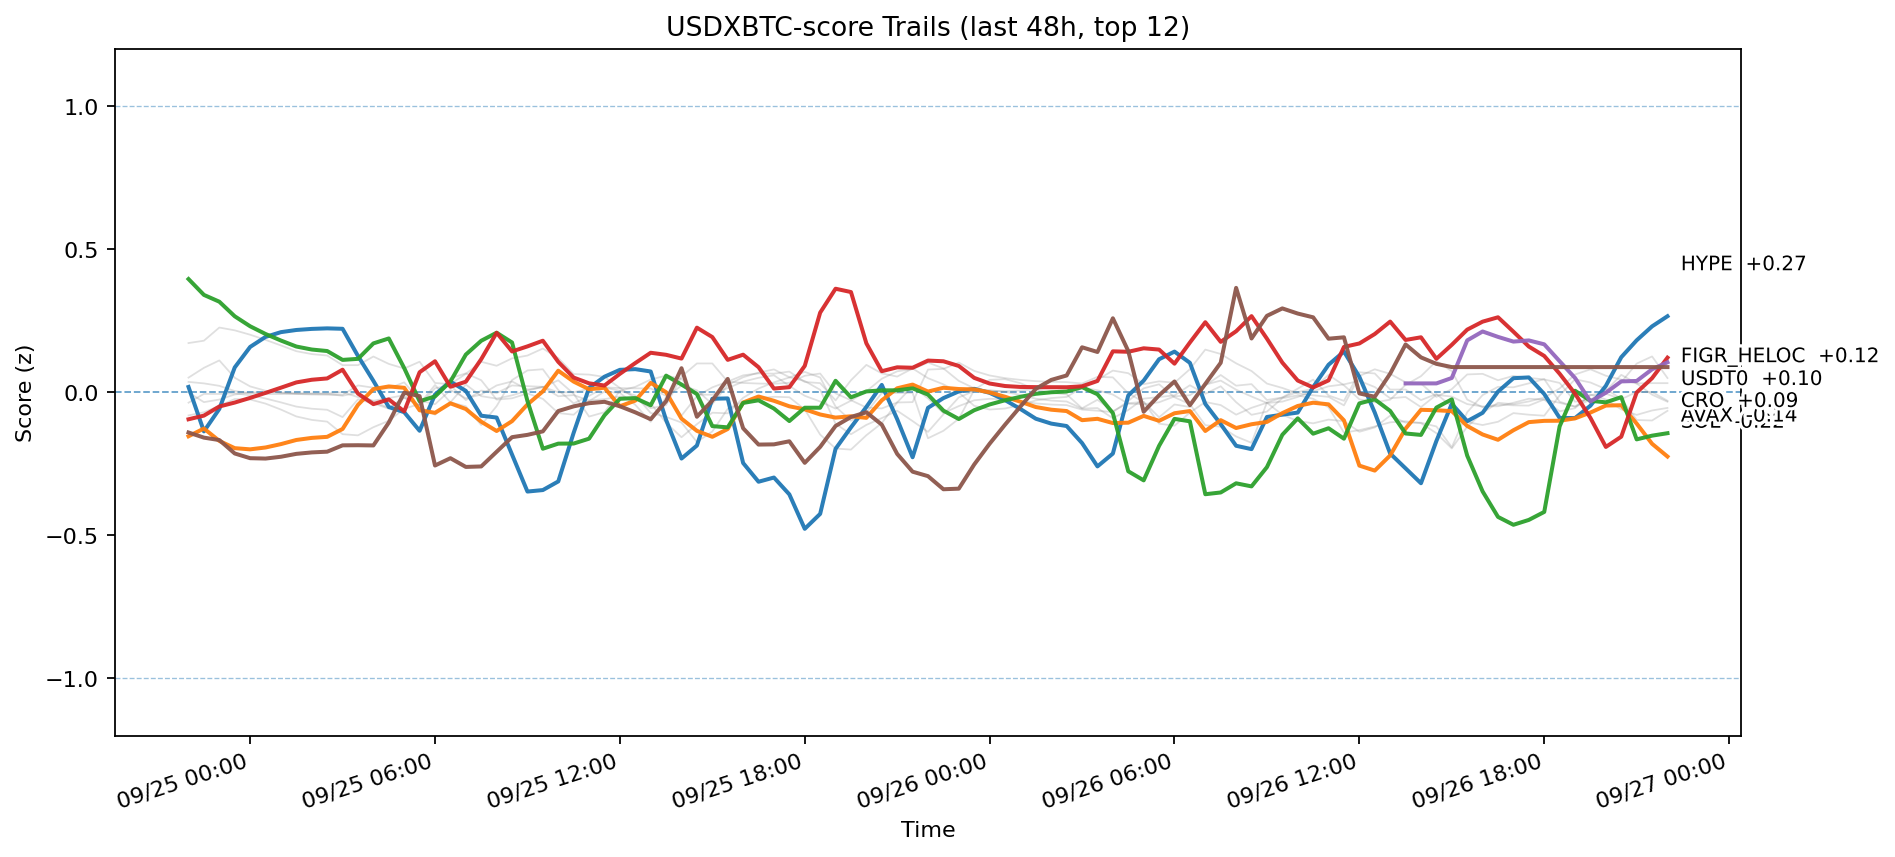 USDXBTC-score Trails (last 48h, top 12)
1.0
0.5
0.0
−0.5
−1.0
Score (z)
HYPE +0.27
FIGR_HELOC +0.12
USDT0 +0.10
CRO +0.09
AVAX -0.14
09/25 00:00
09/25 06:00
09/25 12:00
09/25 18:00
09/26 00:00
09/26 06:00
09/26 12:00
09/26 18:00
09/27 00:00
Time